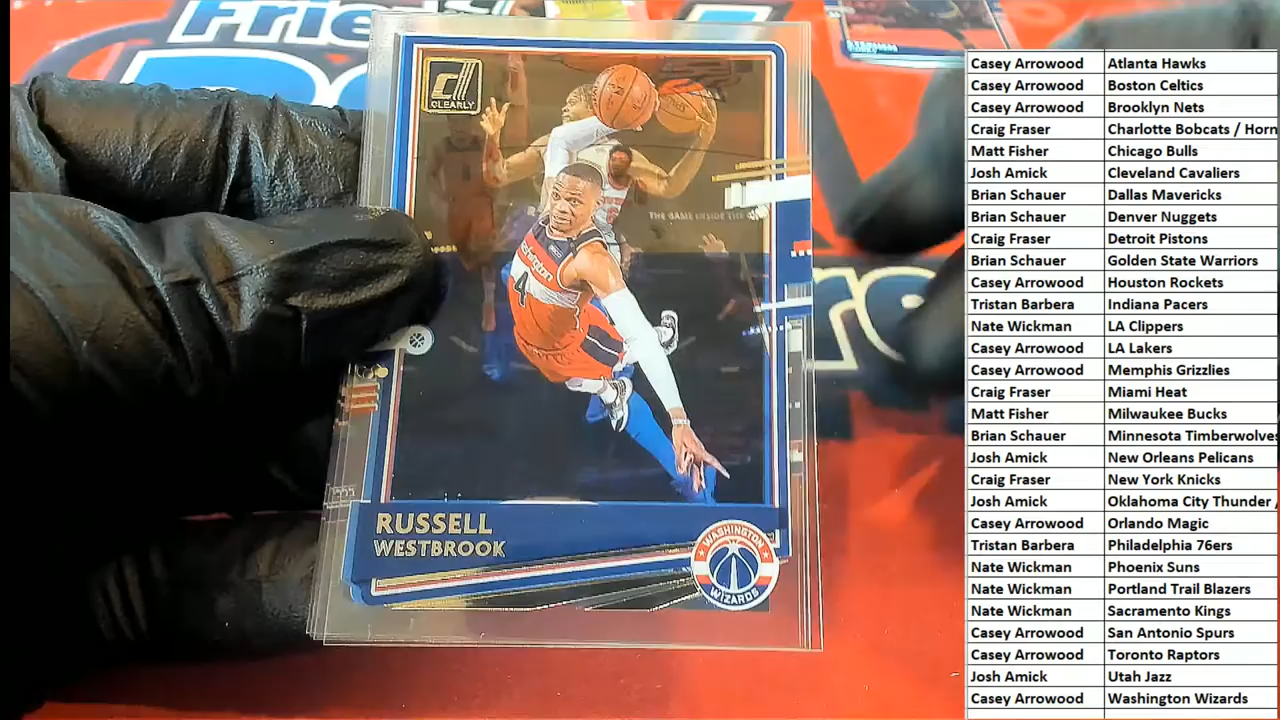 Frie
CLEARLY
THE GAME INSIDE THE
Washington
4
RUSSELL
WESTBROOK
WASHINGTON
WIZARDS
Casey Arrowood Atlanta Hawks
Casey Arrowood Boston Celtics
Casey Arrowood Brooklyn Nets
Craig Fraser Charlotte Bobcats / Horn
Matt Fisher Chicago Bulls
Josh Amick Cleveland Cavaliers
Brian Schauer Dallas Mavericks
Brian Schauer Denver Nuggets
Craig Fraser Detroit Pistons
Brian Schauer Golden State Warriors
Casey Arrowood Houston Rockets
Tristan Barbera Indiana Pacers
Nate Wickman LA Clippers
Casey Arrowood LA Lakers
Casey Arrowood Memphis Grizzlies
Craig Fraser Miami Heat
Matt Fisher Milwaukee Bucks
Brian Schauer Minnesota Timberwolves
Josh Amick New Orleans Pelicans
Craig Fraser New York Knicks
Josh Amick Oklahoma City Thunder /
Casey Arrowood Orlando Magic
Tristan Barbera Philadelphia 76ers
Nate Wickman Phoenix Suns
Nate Wickman Portland Trail Blazers
Nate Wickman Sacramento Kings
Casey Arrowood San Antonio Spurs
Casey Arrowood Toronto Raptors
Josh Amick Utah Jazz
Casey Arrowood Washington Wizards